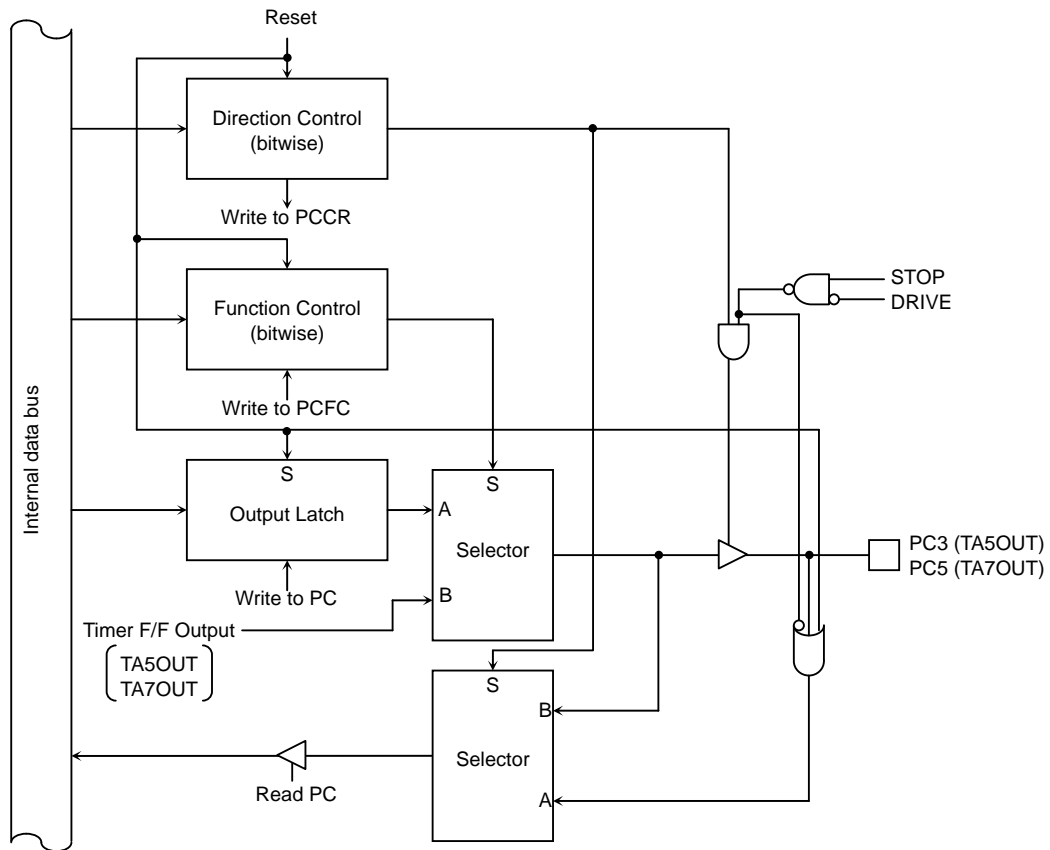 Reset
Direction Control
(bitwise)
Write to PCCR
STOP
DRIVE
Function Control
(bitwise)
Write to PCFC
Internal data bus
S
Output Latch
S
A
Selector
B
PC3 (TA5OUT)
PC5 (TA7OUT)
Write to PC
Timer F/F Output
TA5OUT
TA7OUT
S
B
Selector
A
Read PC